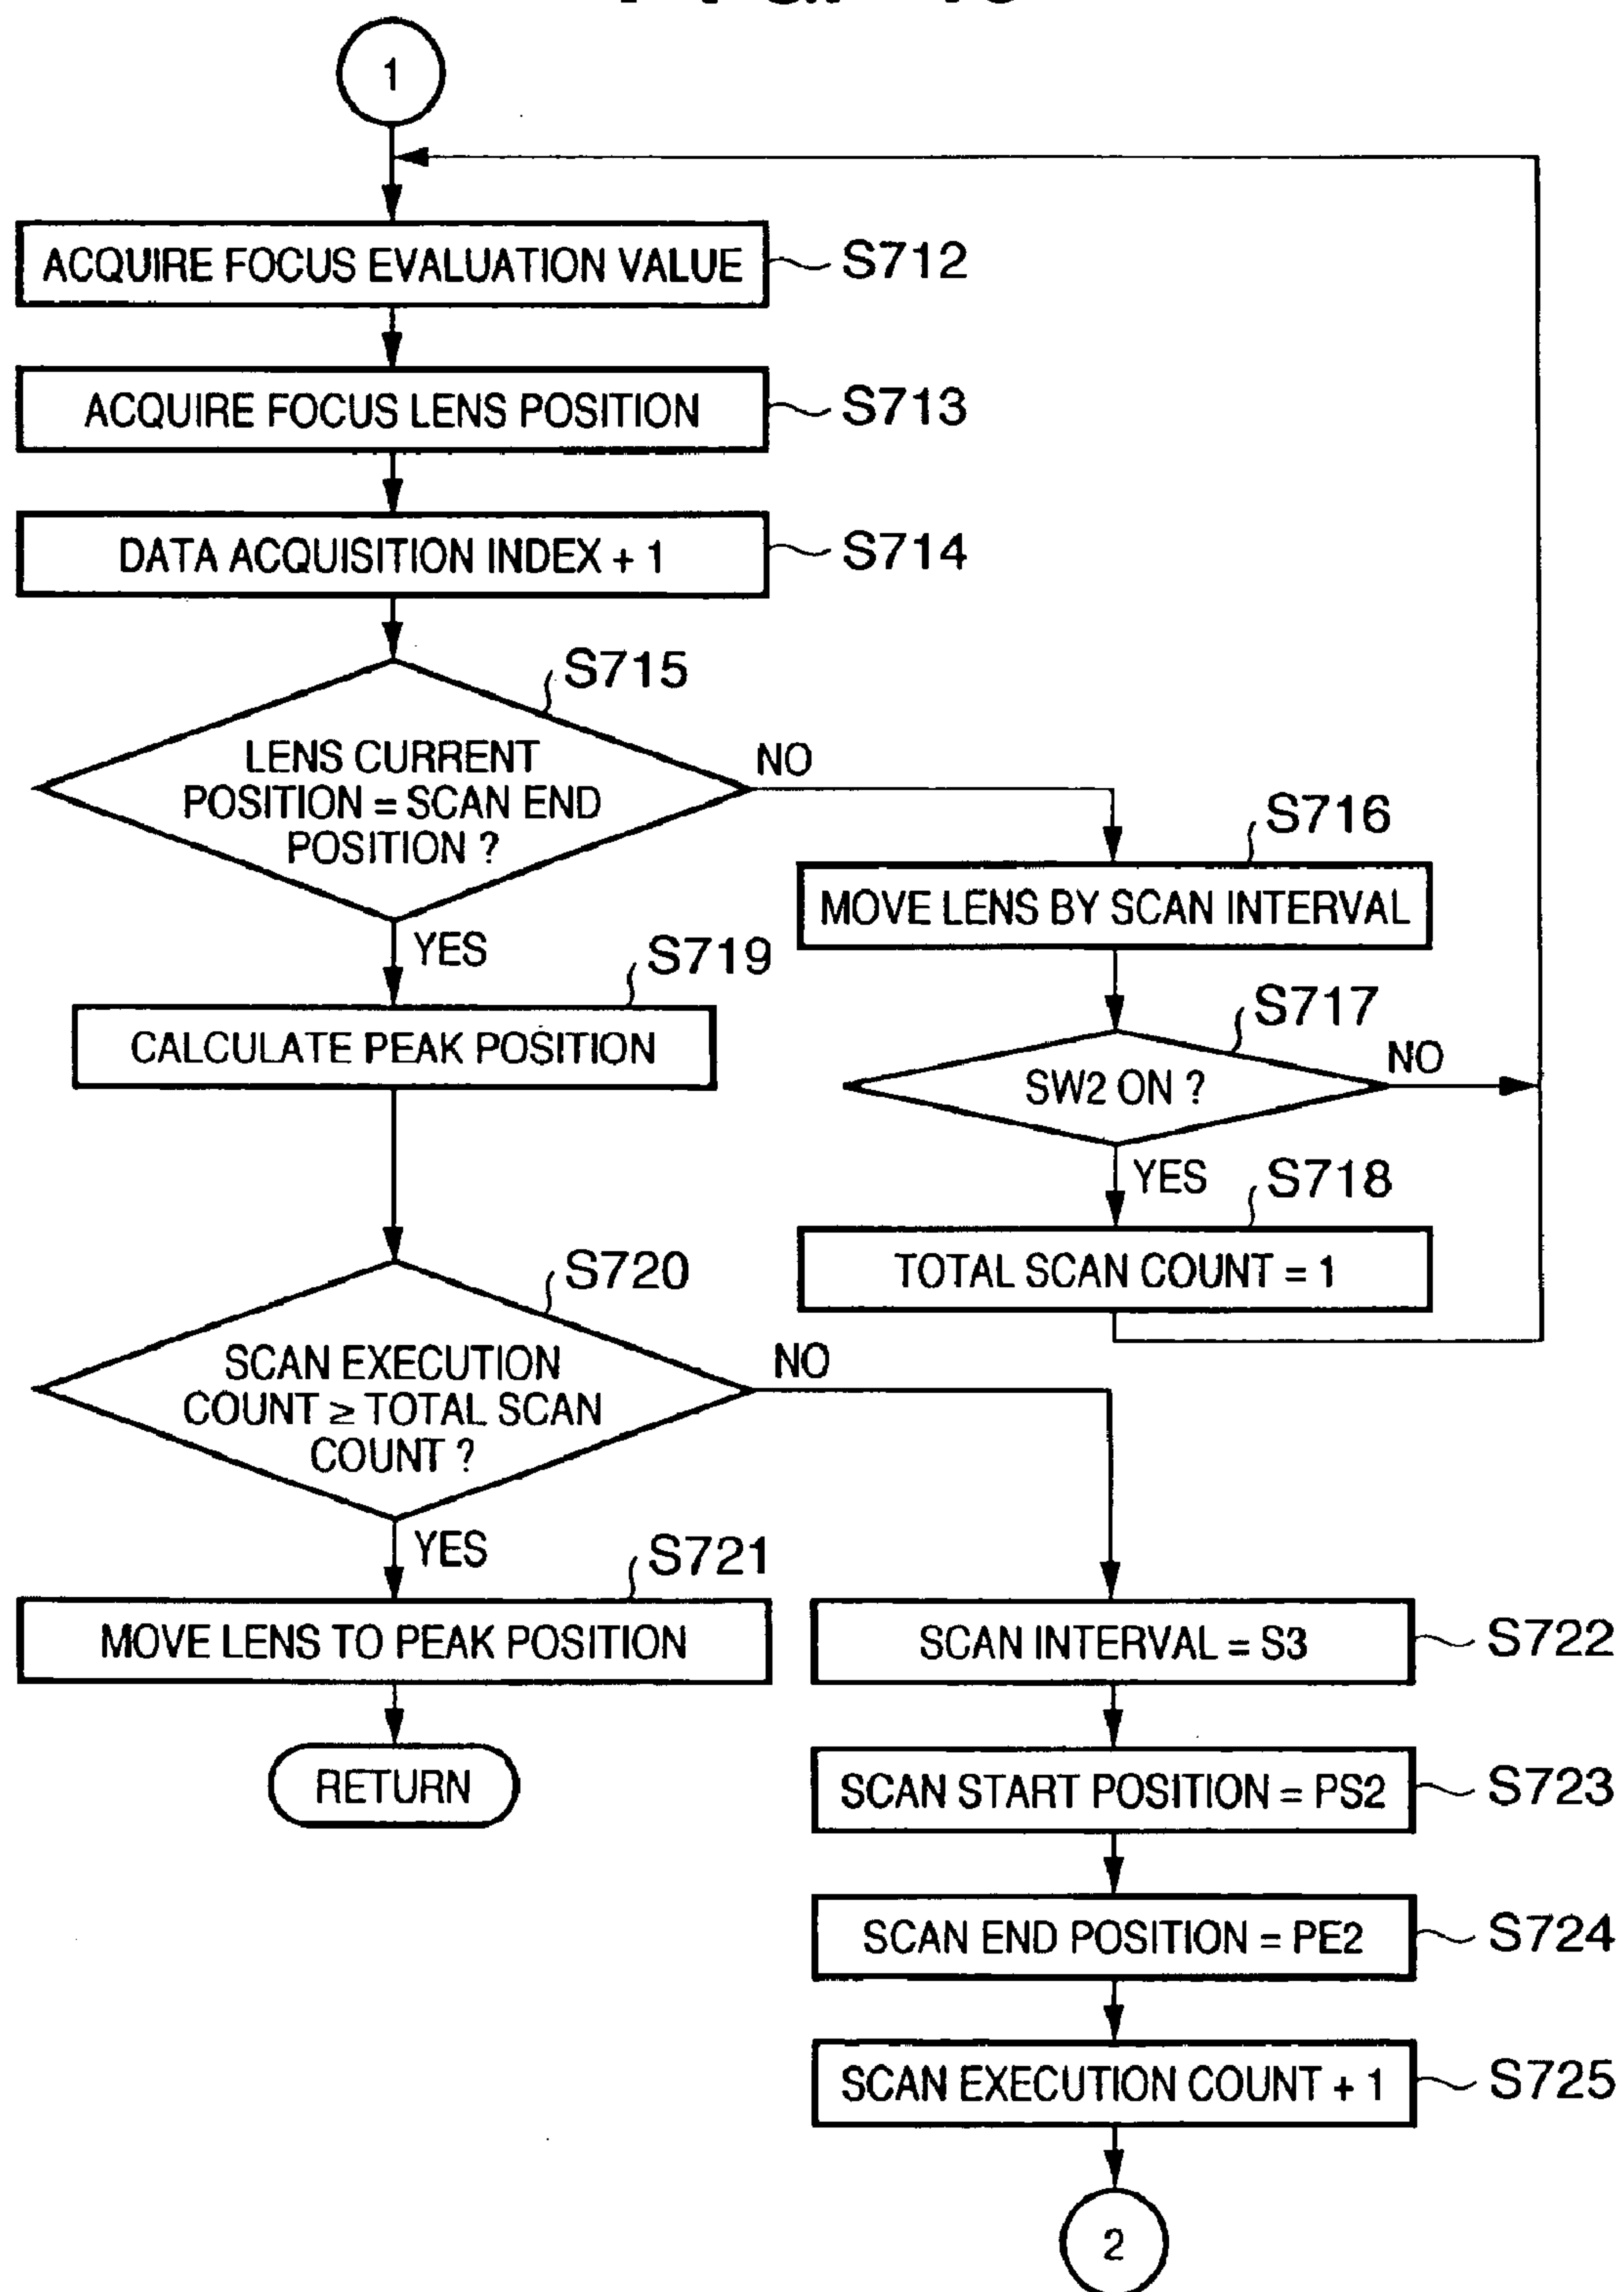 1
ACQUIRE FOCUS EVALUATION VALUE
S712
ACQUIRE FOCUS LENS POSITION
S713
DATA ACQUISITION INDEX + 1
S714
S715
LENS CURRENT
POSITION = SCAN END
POSITION ?
NO
S716
MOVE LENS BY SCAN INTERVAL
YES
S719
CALCULATE PEAK POSITION
S717
SW2 ON ?
NO
YES
S718
TOTAL SCAN COUNT = 1
S720
SCAN EXECUTION
COUNT ≥ TOTAL SCAN
COUNT ?
NO
YES
S721
MOVE LENS TO PEAK POSITION
RETURN
SCAN INTERVAL = S3
S722
SCAN START POSITION = PS2
S723
SCAN END POSITION = PE2
S724
SCAN EXECUTION COUNT + 1
S725
2